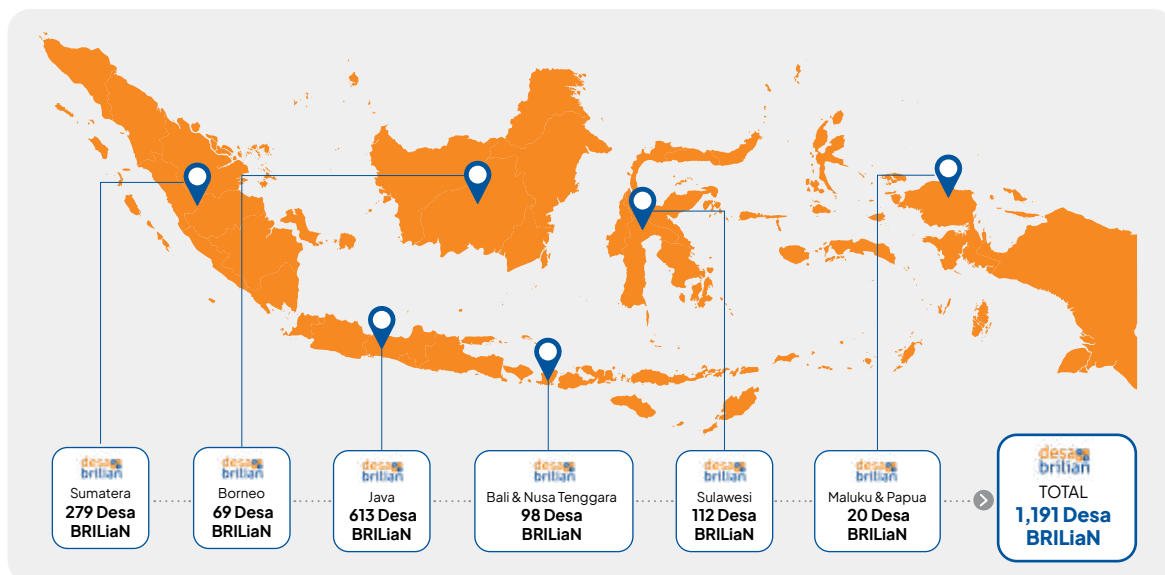 desa
brilian
Sumatera
279 Desa
BRILiaN
desa
brilian
Borneo
69 Desa
BRILiaN
desa
brilian
Java
613 Desa
BRILiaN
desa
brilian
Bali & Nusa Tenggara
98 Desa
BRILiaN
desa
brilian
Sulawesi
112 Desa
BRILiaN
desa
brilian
Maluku & Papua
20 Desa
BRILiaN
desa
brilian
TOTAL
1,191 Desa
BRILiaN